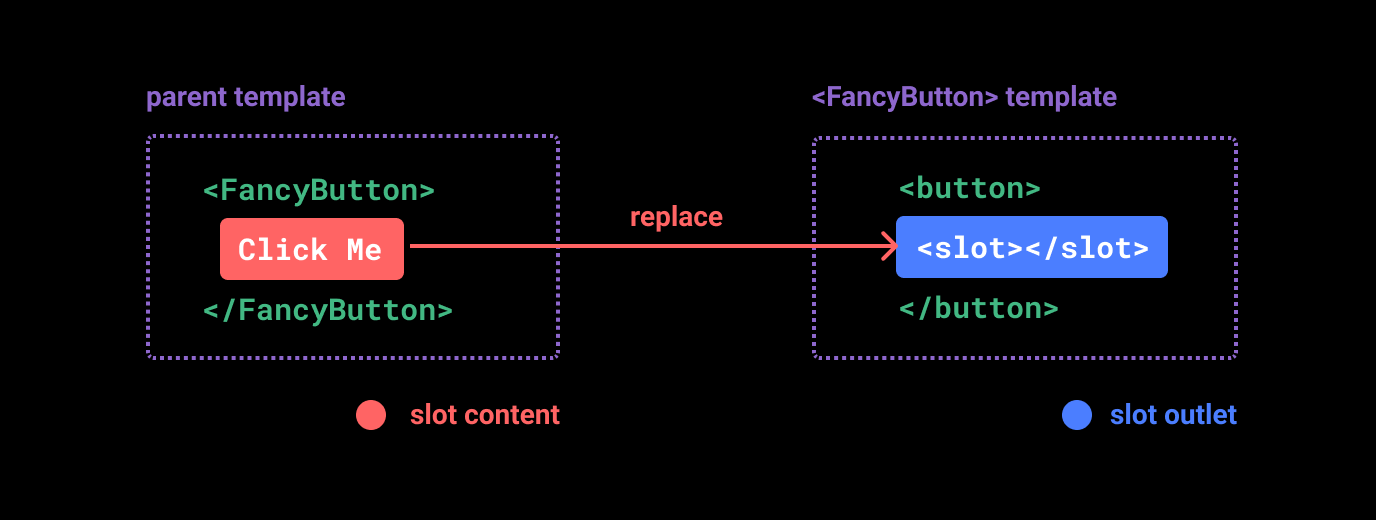 parent template
<FancyButton>
Click Me
</FancyButton>
slot content
replace
<FancyButton> template
<button>
<slot></slot>
</button>
slot outlet